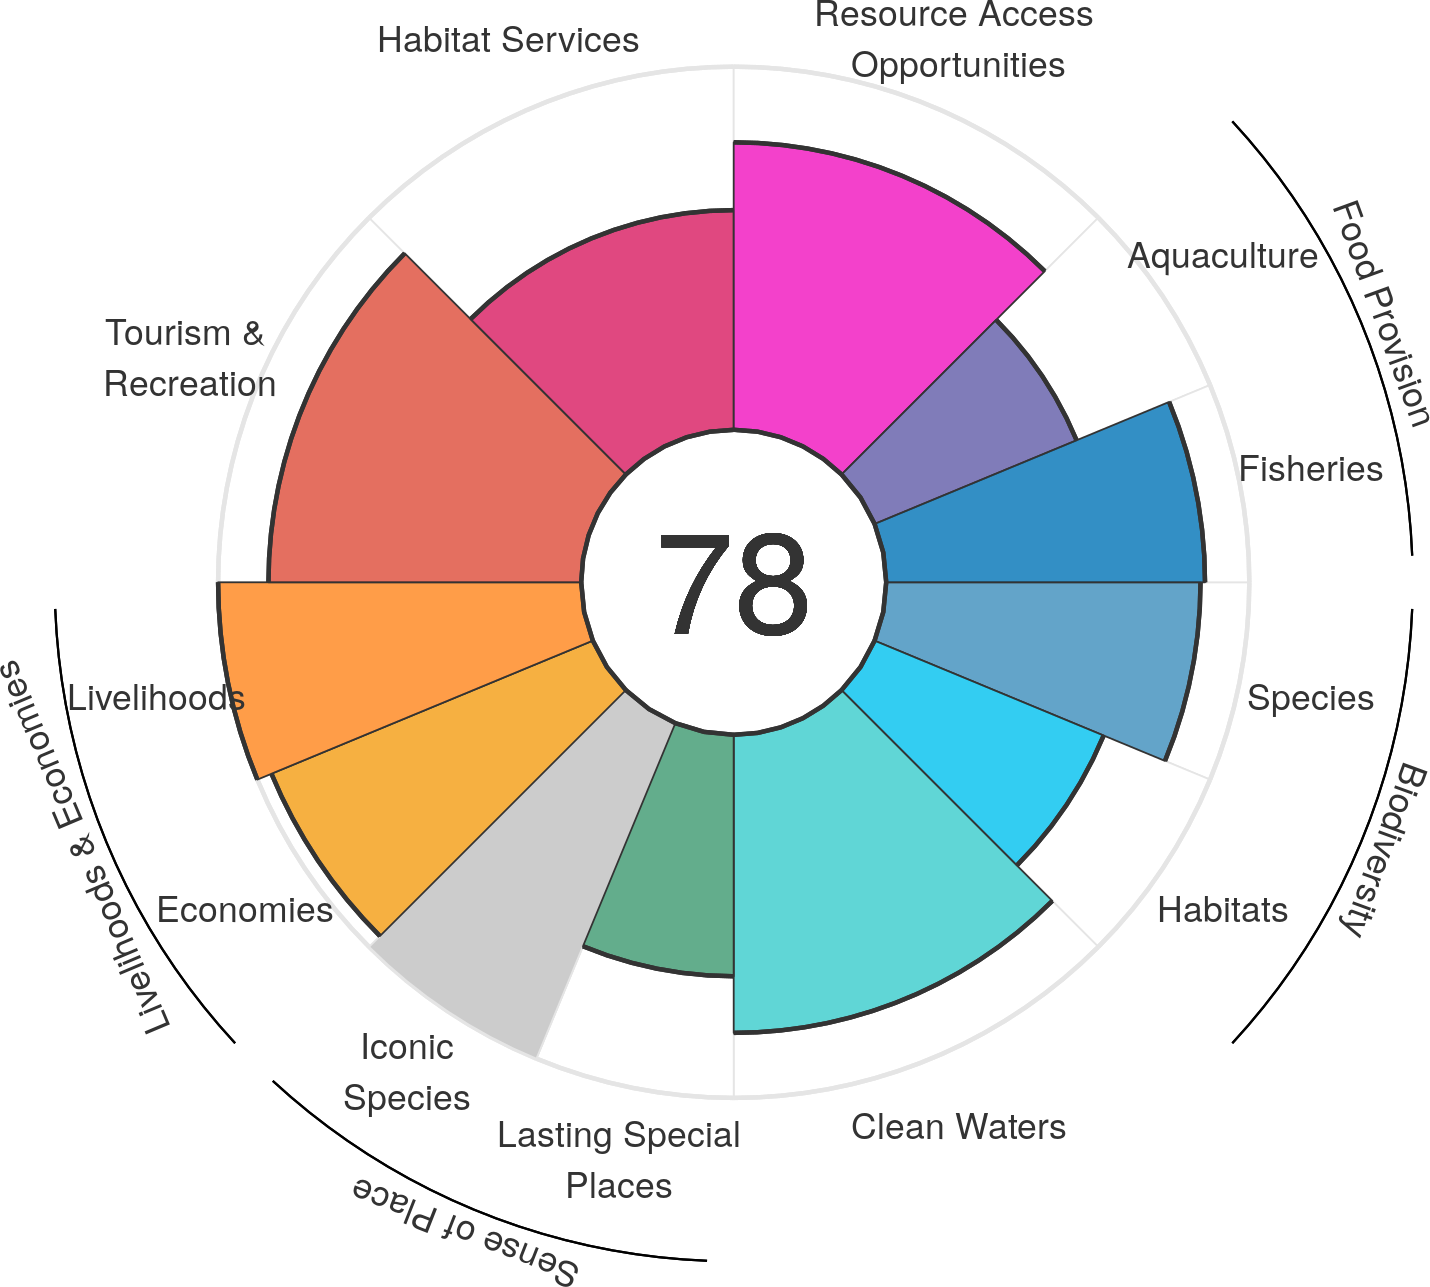 Resource Access
Opportunities
Habitat Services
Aquaculture
Food Provision
Tourism &
Recreation
Fisheries
78
Livelihoods
Species
Livelihoods & Economies
Biodiversity
Economies
Habitats
Iconic
Species
Lasting Special
Places
Clean Waters
Sense of Place